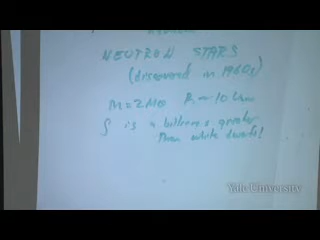 NEUTRON STARS
(discovered in 1960s)
M=2M⊙ R ~ 10 km
ρ is a billion x greater
than white dwarfs!
Yale University